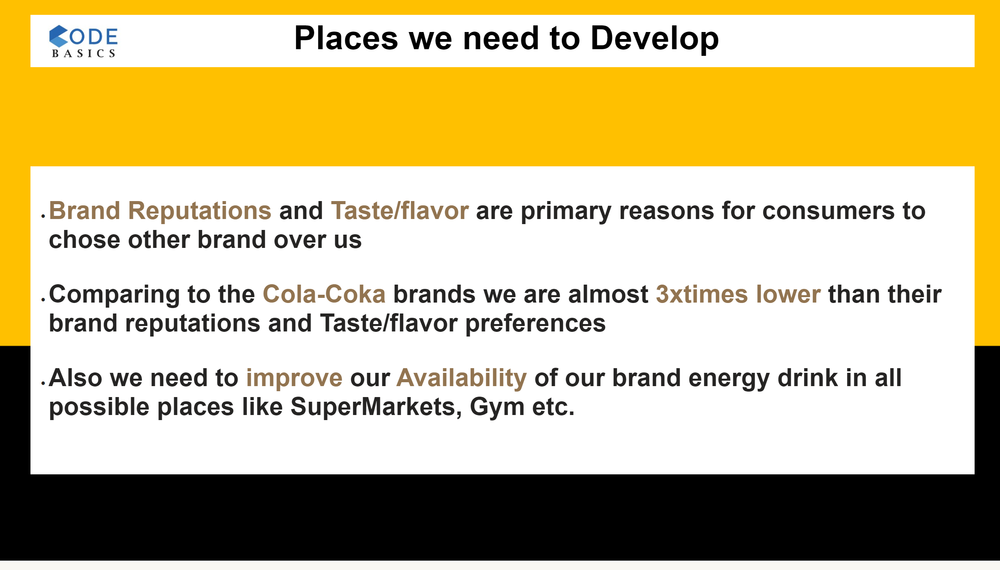 CODE
BASICS
Places we need to Develop
Brand Reputations and Taste/flavor are primary reasons for consumers to
chose other brand over us
Comparing to the Cola-Coka brands we are almost 3xtimes lower than their
brand reputations and Taste/flavor preferences
Also we need to improve our Availability of our brand energy drink in all
possible places like SuperMarkets, Gym etc.